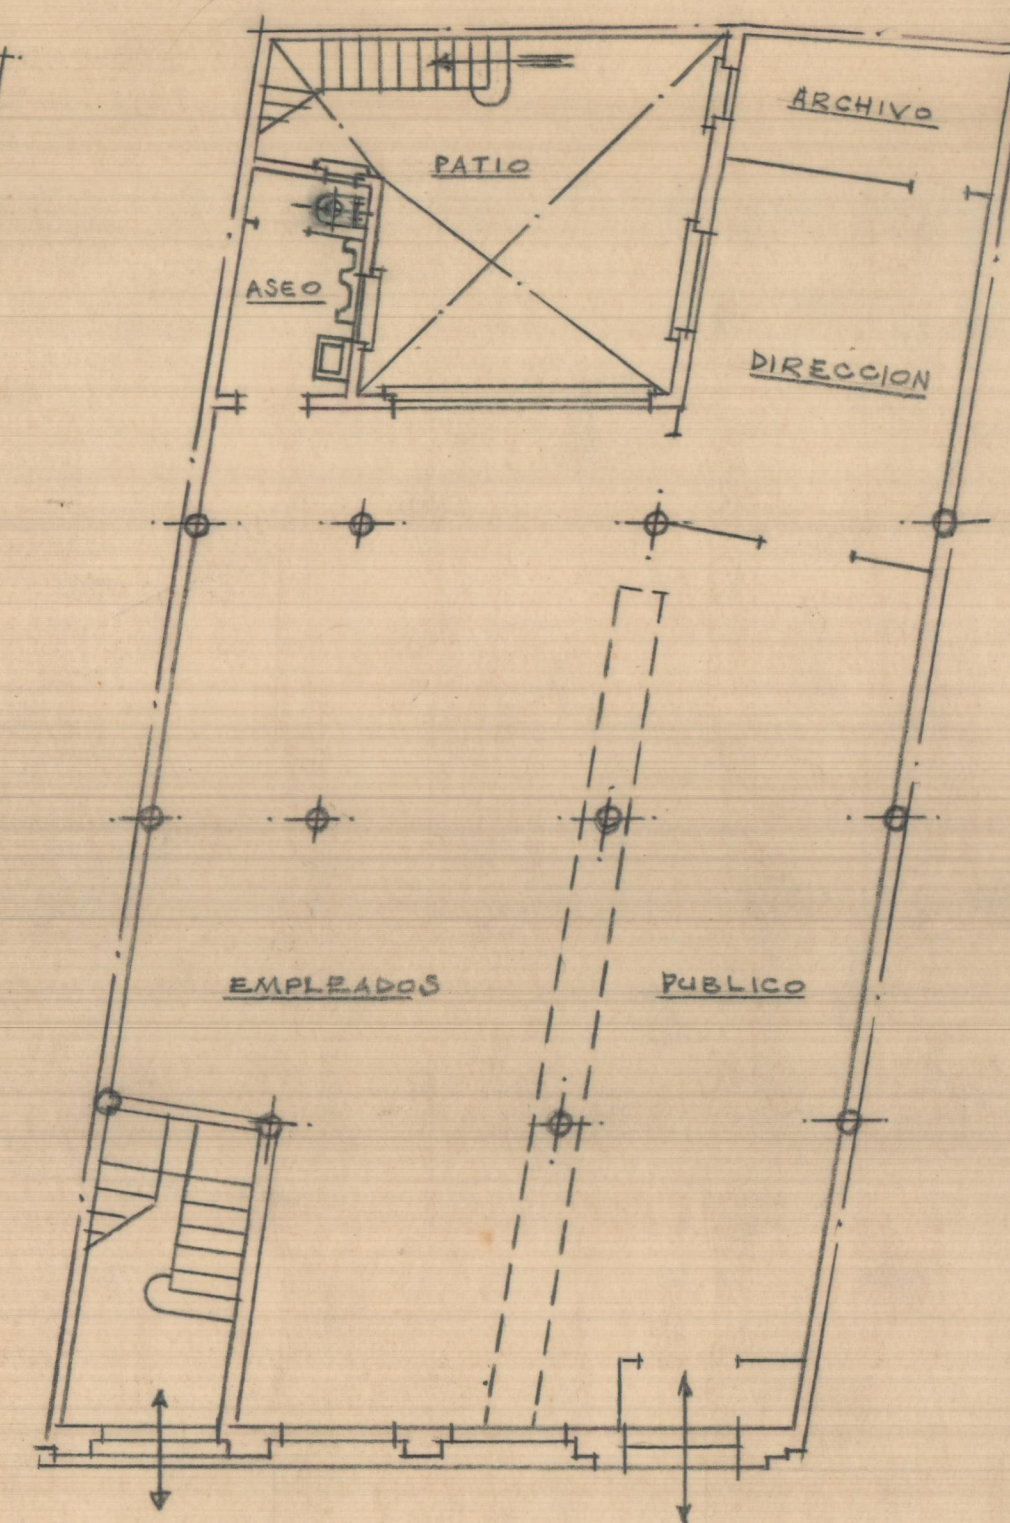 ARCHIVO
PATIO
ASEO
DIRECCION
EMPLEADOS
PUBLICO